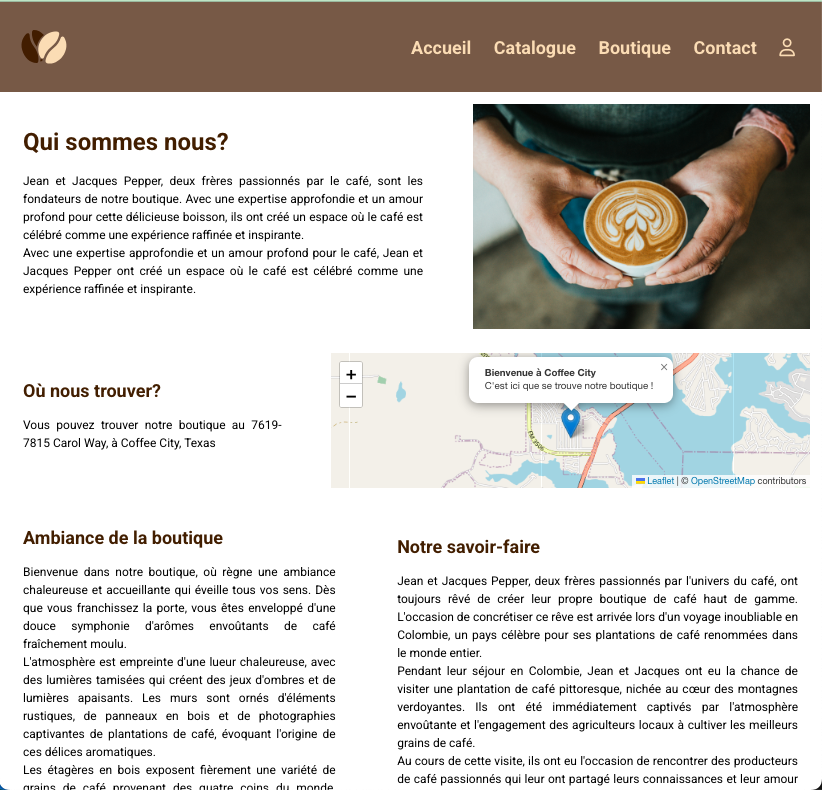 Accueil Catalogue Boutique Contact
Qui sommes nous?
Jean et Jacques Pepper, deux frères passionnés par le café, sont les
fondateurs de notre boutique. Avec une expertise approfondie et un amour
profond pour cette délicieuse boisson, ils ont créé un espace où le café est
célébré comme une expérience raffinée et inspirante.
Avec une expertise approfondie et un amour profond pour le café, Jean et
Jacques Pepper ont créé un espace où le café est célébré comme une
expérience raffinée et inspirante.
Où nous trouver?
Vous pouvez trouver notre boutique au 7619-
7815 Carol Way, à Coffee City, Texas
+
−
Bienvenue à Coffee City
C'est ici que se trouve notre boutique !
×
FM 3506
Leaflet | © OpenStreetMap contributors
Ambiance de la boutique
Bienvenue dans notre boutique, où règne une ambiance
chaleureuse et accueillante qui éveille tous vos sens. Dès
que vous franchissez la porte, vous êtes enveloppé d'une
douce symphonie d'arômes envoûtants de café
fraîchement moulu.
L'atmosphère est empreinte d'une lueur chaleureuse, avec
des lumières tamisées qui créent des jeux d'ombres et de
lumières apaisants. Les murs sont ornés d'éléments
rustiques, de panneaux en bois et de photographies
captivantes de plantations de café, évoquant l'origine de
ces délices aromatiques.
Les étagères en bois exposent fièrement une variété de
grains de café provenant des quatre coins du monde,
Notre savoir-faire
Jean et Jacques Pepper, deux frères passionnés par l'univers du café, ont
toujours rêvé de créer leur propre boutique de café haut de gamme.
L'occasion de concrétiser ce rêve est arrivée lors d'un voyage inoubliable en
Colombie, un pays célèbre pour ses plantations de café renommées dans
le monde entier.
Pendant leur séjour en Colombie, Jean et Jacques ont eu la chance de
visiter une plantation de café pittoresque, nichée au cœur des montagnes
verdoyantes. Ils ont été immédiatement captivés par l'atmosphère
envoûtante et l'engagement des agriculteurs locaux à cultiver les meilleurs
grains de café.
Au cours de cette visite, ils ont eu l'occasion de rencontrer des producteurs
de café passionnés qui leur ont partagé leurs connaissances et leur amour